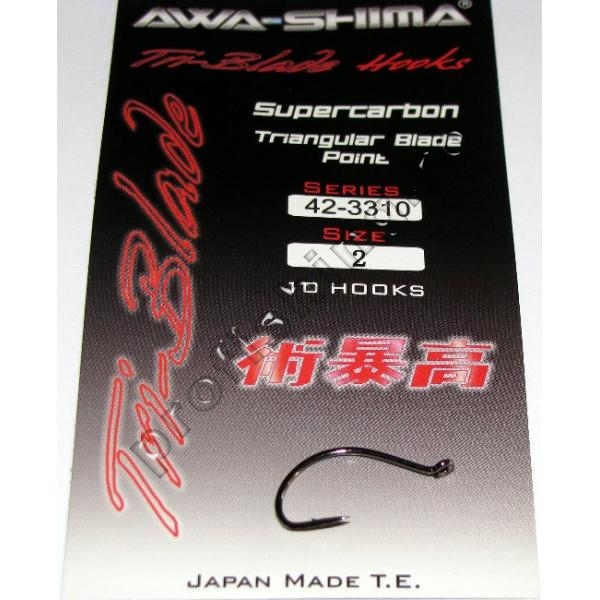 AWA-SHIMA®
Tri-Blade Hooks
Tri-Blade
Supercarbon
Triangular Blade
Point
SERIES
42-3310
SIZE
2
10 HOOKS
術暴高
JAPAN MADE T.E.